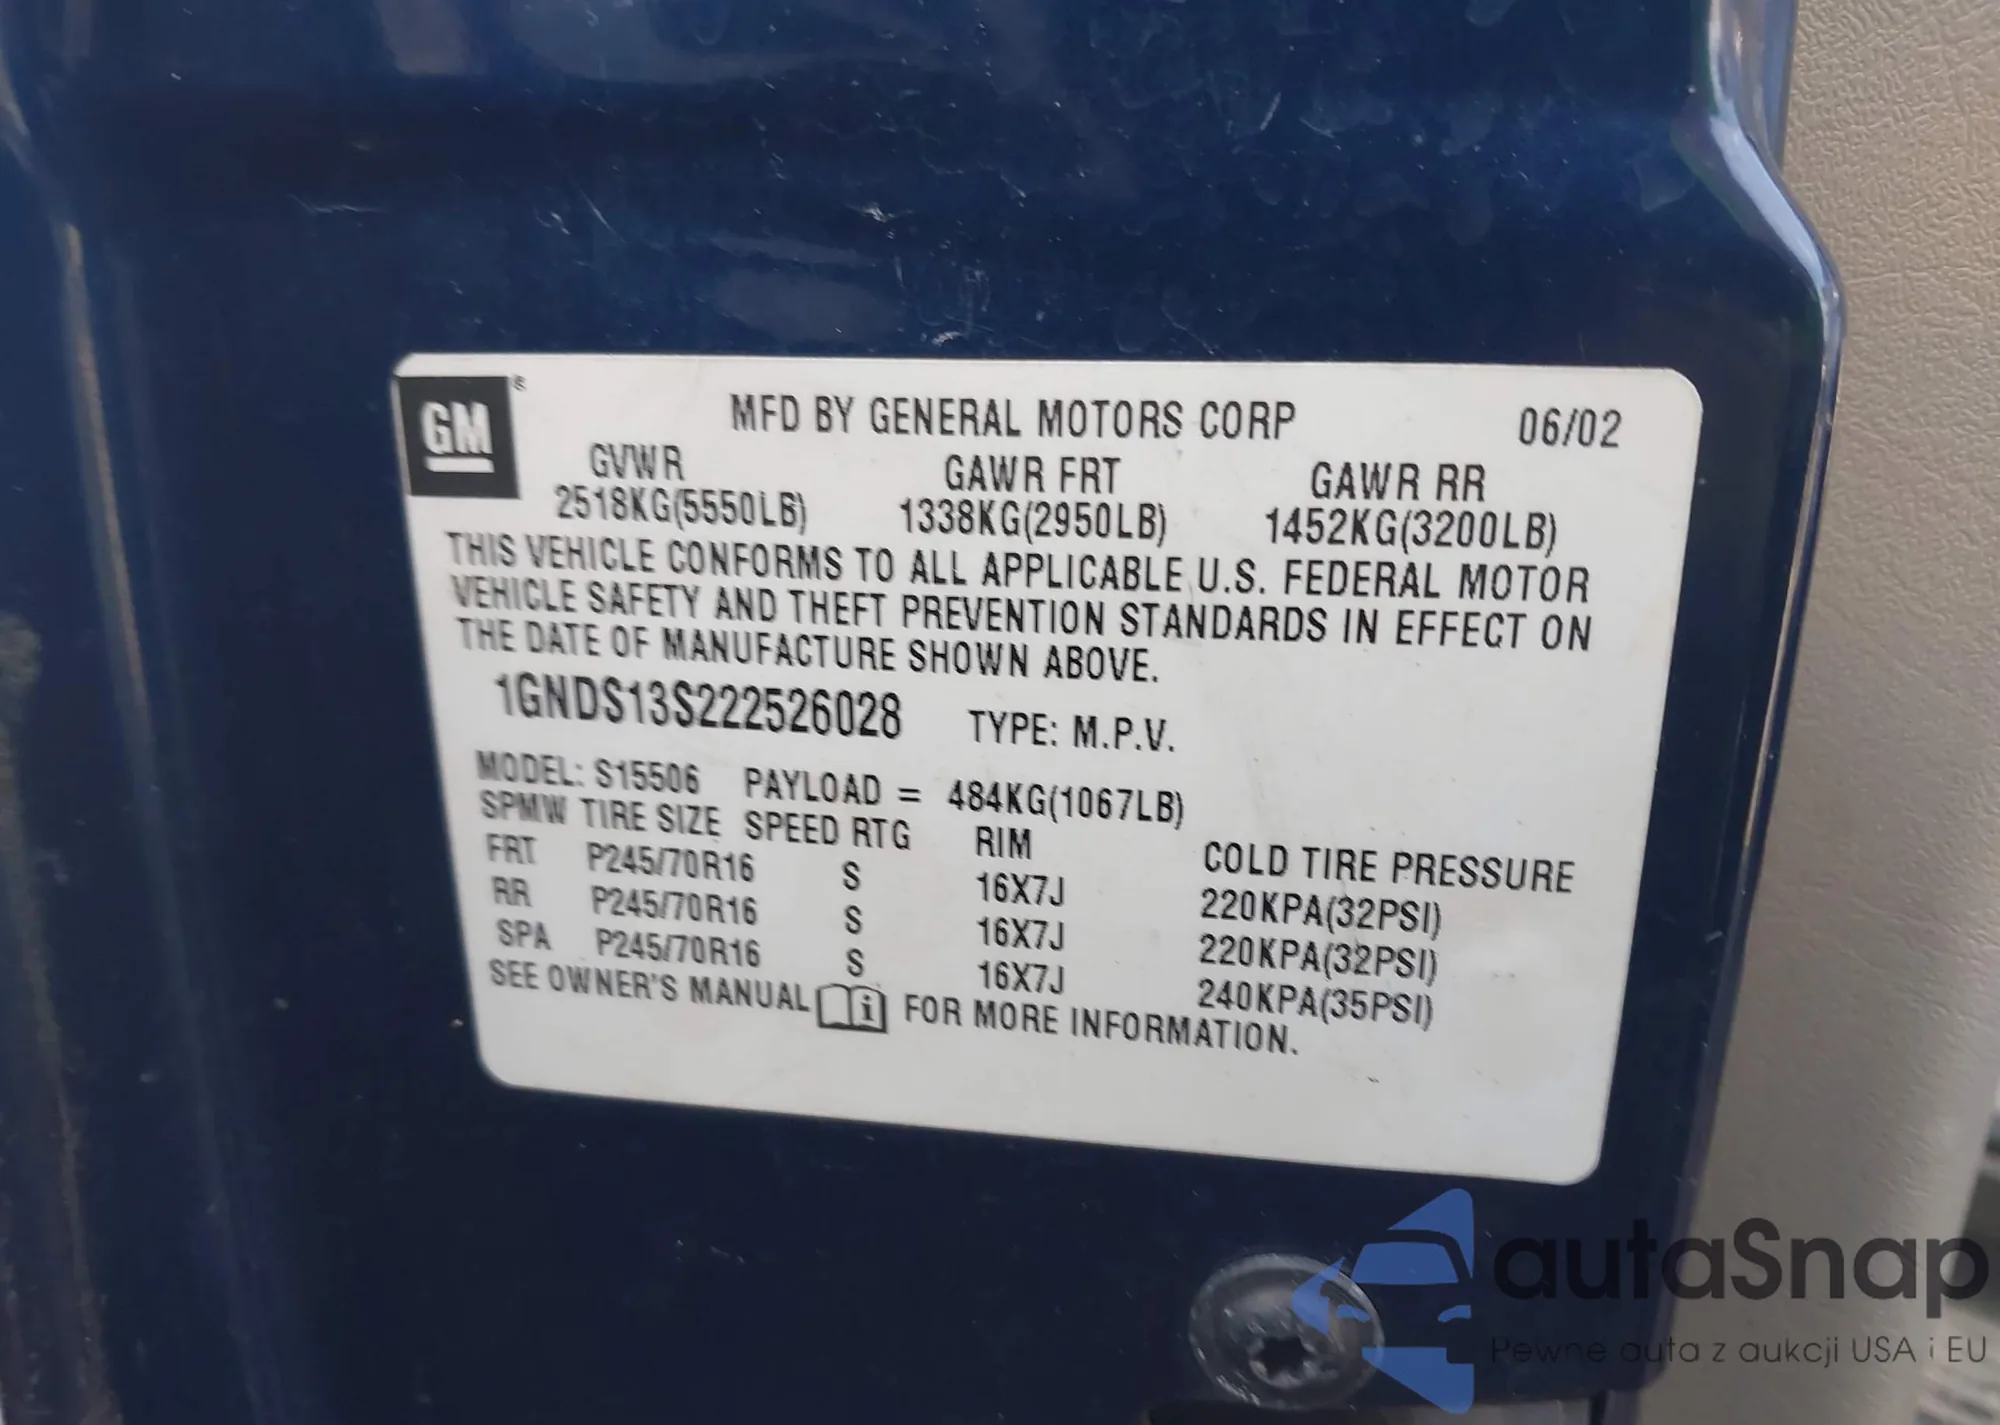 GM®
MFD BY GENERAL MOTORS CORP 06/02
GVWR GAWR FRT GAWR RR
2518KG(5550LB) 1338KG(2950LB) 1452KG(3200LB)
THIS VEHICLE CONFORMS TO ALL APPLICABLE U.S. FEDERAL MOTOR
VEHICLE SAFETY AND THEFT PREVENTION STANDARDS IN EFFECT ON
THE DATE OF MANUFACTURE SHOWN ABOVE.
1GNDS13S222526028 TYPE: M.P.V.
MODEL: S15506 PAYLOAD = 484KG(1067LB)
SPMW TIRE SIZE SPEED RTG RIM COLD TIRE PRESSURE
FRT P245/70R16 S 16X7J 220KPA(32PSI)
RR P245/70R16 S 16X7J 220KPA(32PSI)
SPA P245/70R16 S 16X7J 240KPA(35PSI)
SEE OWNER'S MANUAL i FOR MORE INFORMATION.
autaSnap
Pewne auta z aukcji USA i EU